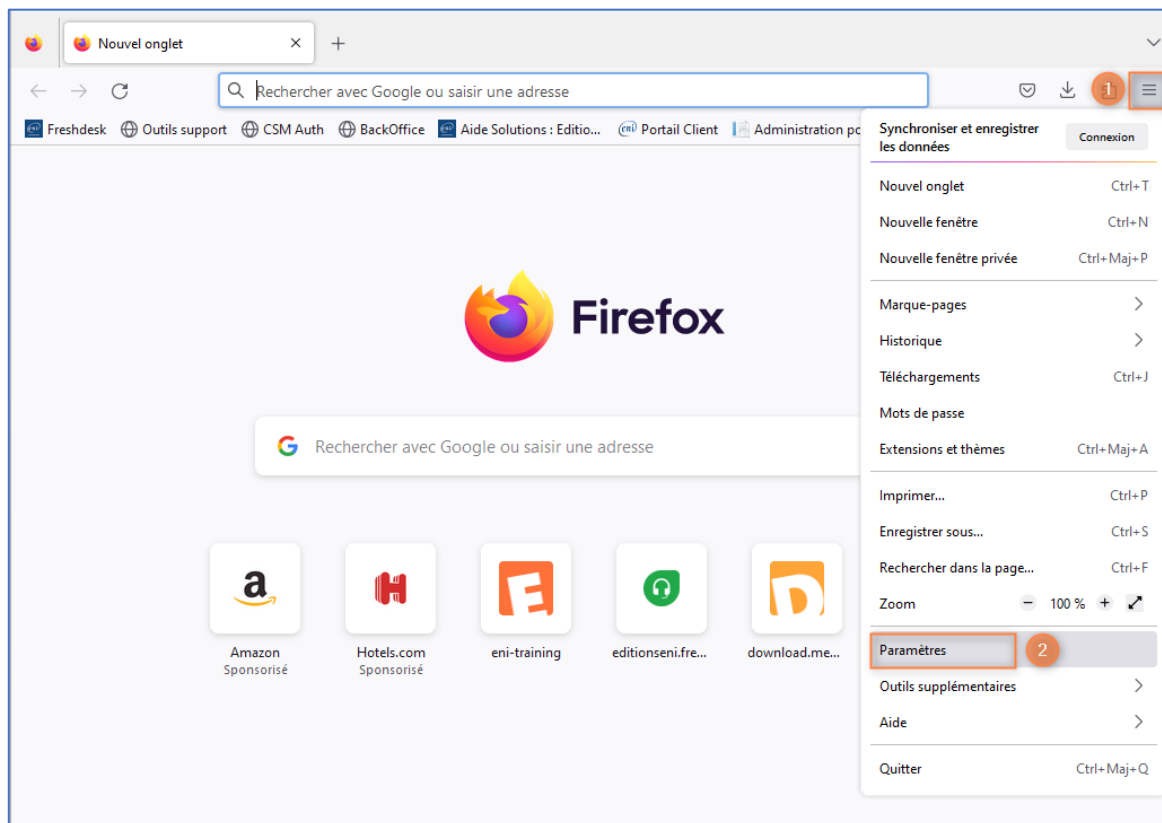 Nouvel onglet
Rechercher avec Google ou saisir une adresse
1
Freshdesk Outils support CSM Auth BackOffice Aide Solutions : Editio... Portail Client Administration po
Synchroniser et enregistrer
les données
Connexion
Nouvel onglet Ctrl+T
Nouvelle fenêtre Ctrl+N
Nouvelle fenêtre privée Ctrl+Maj+P
Marque-pages
Historique
Téléchargements Ctrl+J
Mots de passe
Extensions et thèmes Ctrl+Maj+A
Imprimer... Ctrl+P
Enregistrer sous... Ctrl+S
Rechercher dans la page... Ctrl+F
Zoom − 100 % +
Paramètres 2
Outils supplémentaires
Aide
Quitter Ctrl+Maj+Q
Firefox
Rechercher avec Google ou saisir une adresse
Amazon Hotels.com eni-training editionseni.fre... download.me...
Sponsorisé Sponsorisé